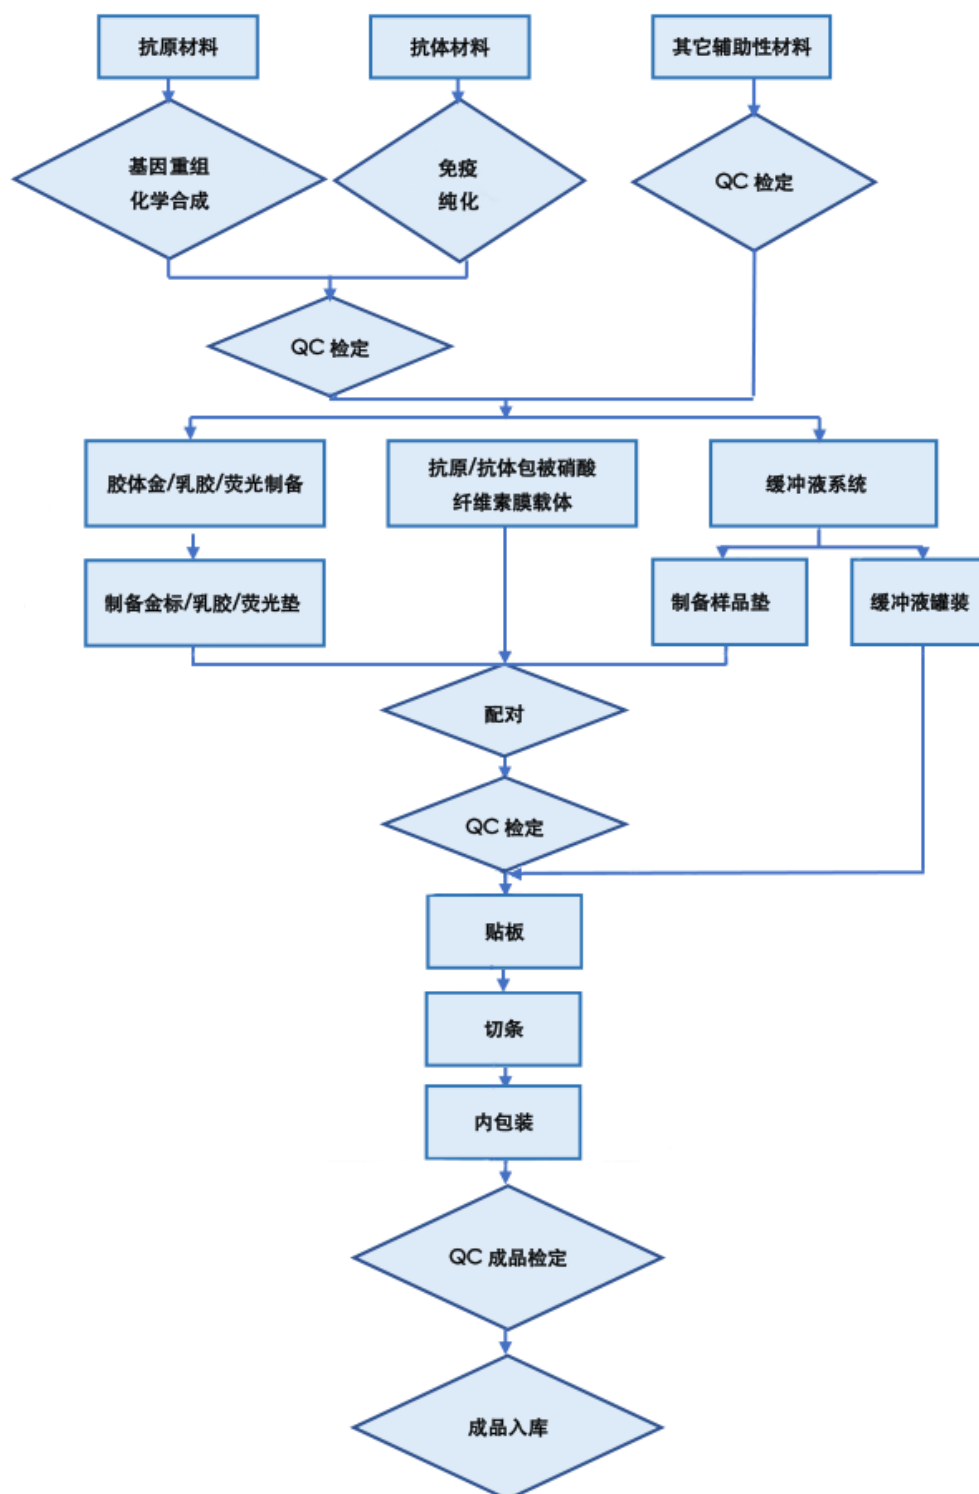 抗原材料
抗体材料
其它辅助性材料
基因重组
化学合成
免疫
纯化
QC 检定
QC 检定
胶体金/乳胶/荧光制备
抗原/抗体包被硝酸
纤维素膜载体
缓冲液系统
制备金标/乳胶/荧光垫
制备样品垫
缓冲液罐装
配对
QC 检定
贴板
切条
内包装
QC 成品检定
成品入库